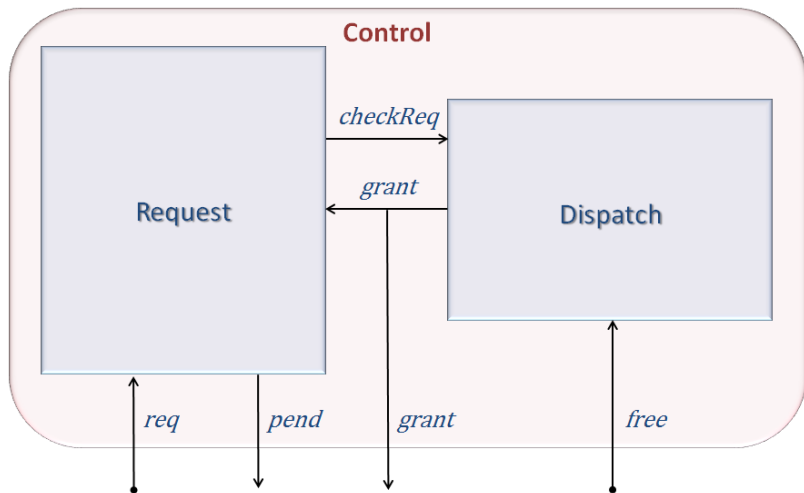 Control
checkReq
grant
Request
Dispatch
req
pend
grant
free